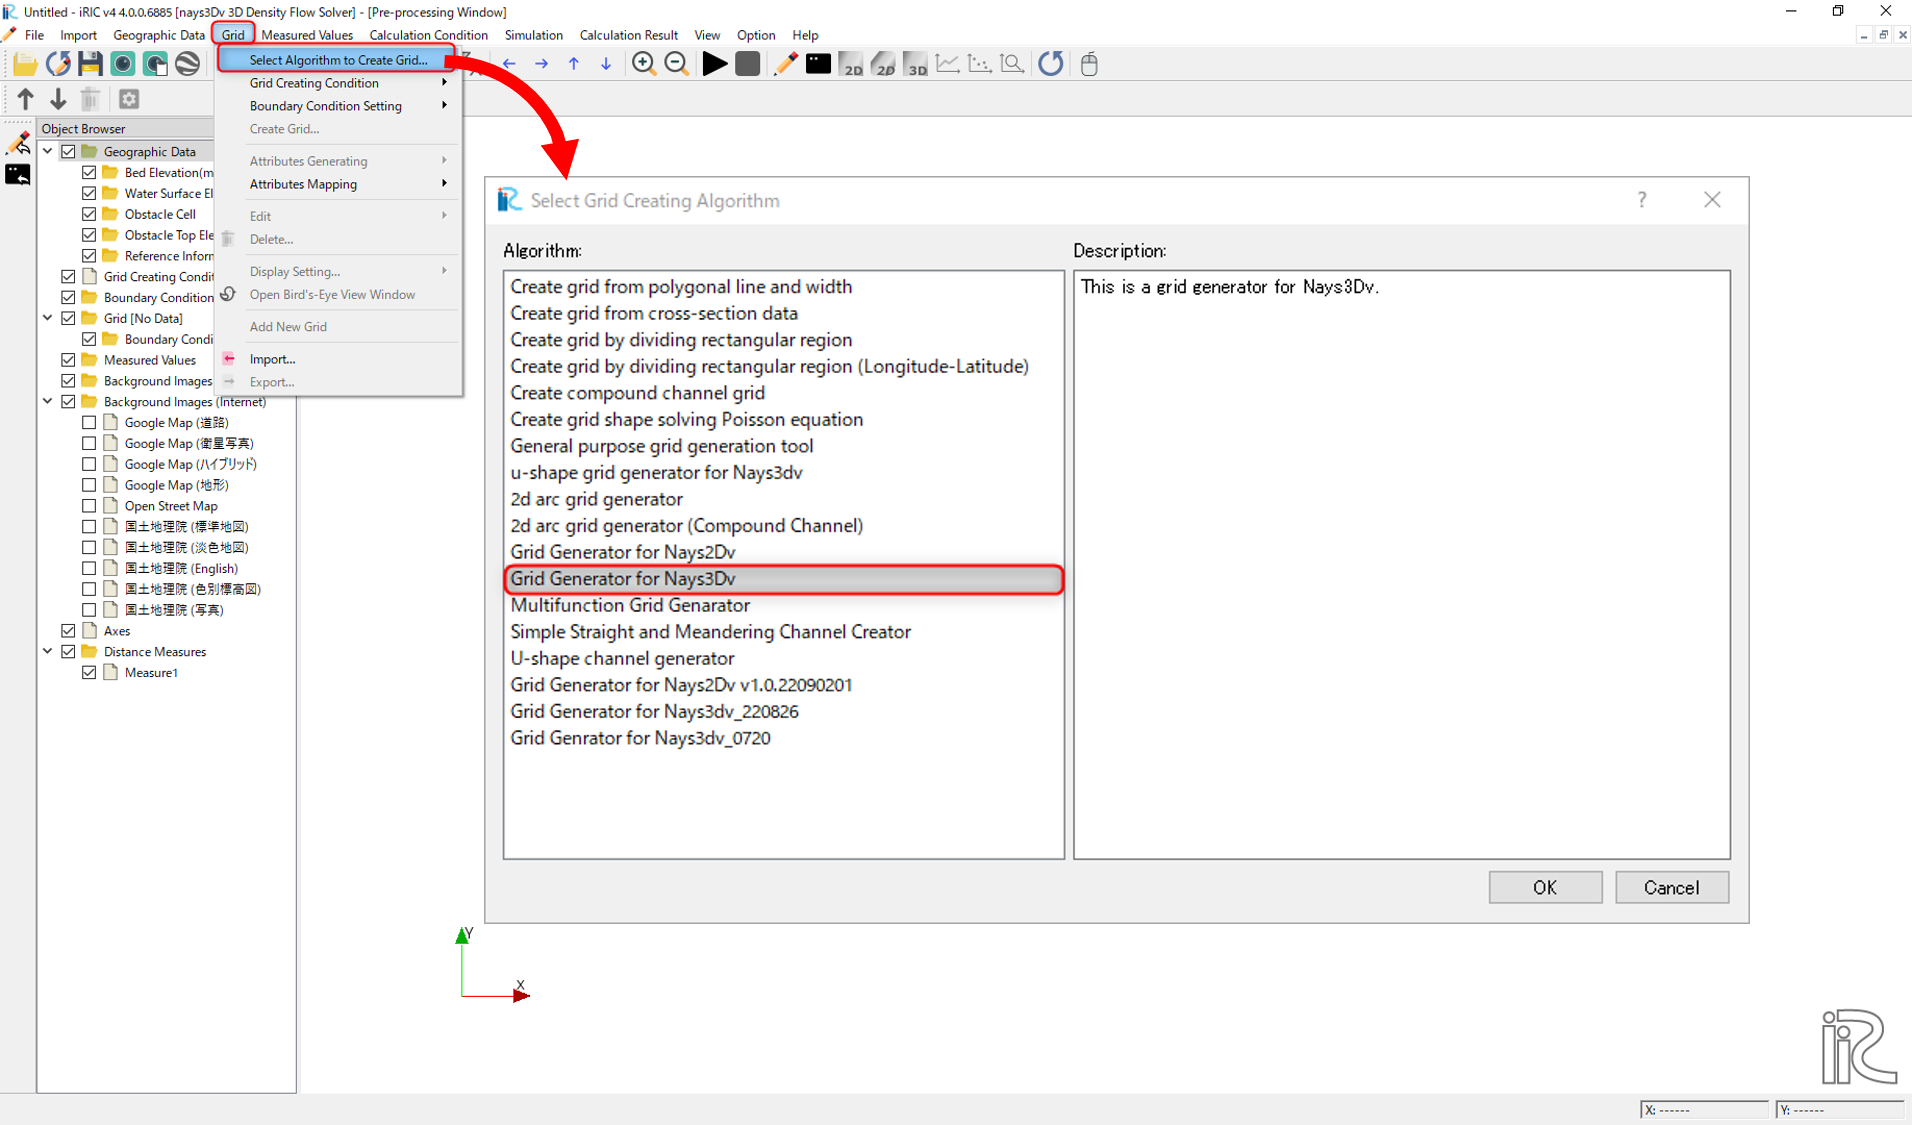 Untitled - iRIC v4 4.0.0.6885 [nays3Dv 3D Density Flow Solver] - [Pre-processing Window]
File Import Geographic Data Grid Measured Values Calculation Condition Simulation Calculation Result View Option Help
2D 2D 3D
Select Algorithm to Create Grid...
Grid Creating Condition
Boundary Condition Setting
Create Grid...
Attributes Generating
Attributes Mapping
Edit
Delete...
Display Setting...
Open Bird's-Eye View Window
Add New Grid
Import...
Export...
Object Browser
Geographic Data
Bed Elevation(m
Water Surface El
Obstacle Cell
Obstacle Top Ele
Reference Inforr
Grid Creating Condit
Boundary Condition
Grid [No Data]
Boundary Condi
Measured Values
Background Images
Background Images (Internet)
Google Map (道路)
Google Map (衛星写真)
Google Map (ハイブリッド)
Google Map (地形)
Open Street Map
国土地理院 (標準地図)
国土地理院 (淡色地図)
国土地理院 (English)
国土地理院 (色別標高図)
国土地理院 (写真)
Axes
Distance Measures
Measure1
Select Grid Creating Algorithm
?
Algorithm:
Create grid from polygonal line and width
Create grid from cross-section data
Create grid by dividing rectangular region
Create grid by dividing rectangular region (Longitude-Latitude)
Create compound channel grid
Create grid shape solving Poisson equation
General purpose grid generation tool
u-shape grid generator for Nays3dv
2d arc grid generator
2d arc grid generator (Compound Channel)
Grid Generator for Nays2Dv
Grid Generator for Nays3Dv
Multifunction Grid Genarator
Simple Straight and Meandering Channel Creator
U-shape channel generator
Grid Generator for Nays2Dv v1.0.22090201
Grid Generator for Nays3dv_220826
Grid Genrator for Nays3dv_0720
Description:
This is a grid generator for Nays3Dv.
OK Cancel
Y
X
iRIC
X: ------ Y: ------